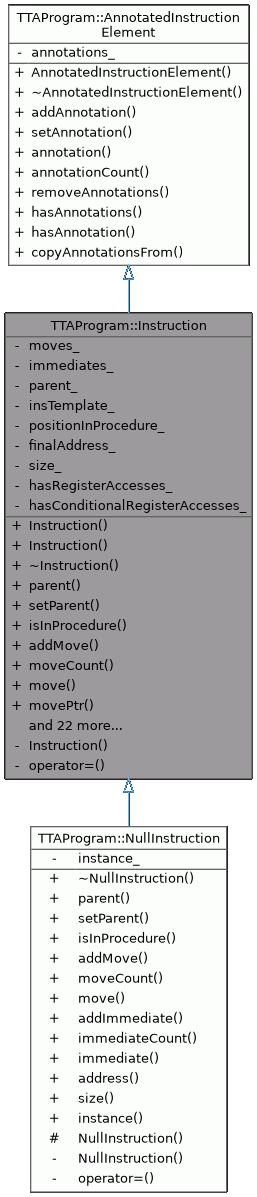 TTAProgram::AnnotatedInstruction
Element
- annotations_
+ AnnotatedInstructionElement()
+ ~AnnotatedInstructionElement()
+ addAnnotation()
+ setAnnotation()
+ annotation()
+ annotationCount()
+ removeAnnotations()
+ hasAnnotations()
+ hasAnnotation()
+ copyAnnotationsFrom()
TTAProgram::Instruction
- moves_
- immediates_
- parent_
- insTemplate_
- positionInProcedure_
- finalAddress_
- size_
- hasRegisterAccesses_
- hasConditionalRegisterAccesses_
+ Instruction()
+ Instruction()
+ ~Instruction()
+ parent()
+ setParent()
+ isInProcedure()
+ addMove()
+ moveCount()
+ move()
+ movePtr()
and 22 more...
- Instruction()
- operator=()
TTAProgram::NullInstruction
- instance_
+ ~NullInstruction()
+ parent()
+ setParent()
+ isInProcedure()
+ addMove()
+ moveCount()
+ move()
+ addImmediate()
+ immediateCount()
+ immediate()
+ address()
+ size()
+ instance()
# NullInstruction()
- NullInstruction()
- operator=()